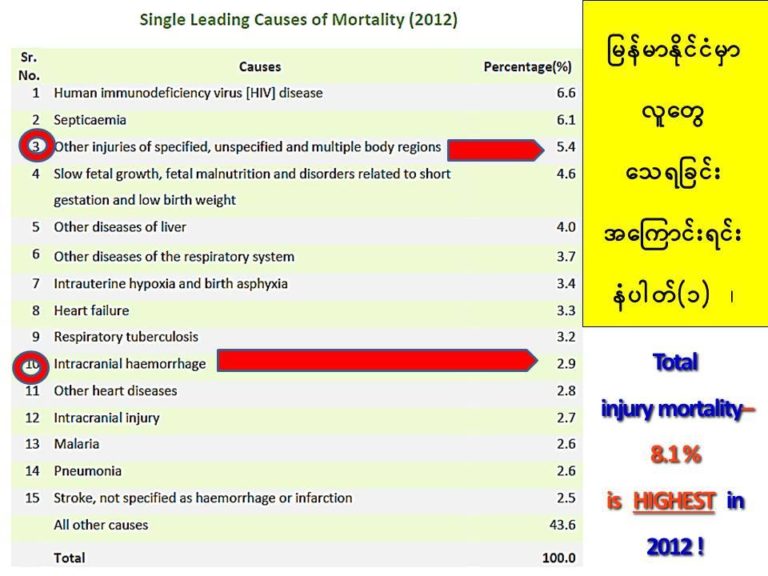 Single Leading Causes of Mortality (2012)
Sr. No. Causes Percentage(%)
1 Human immunodeficiency virus [HIV] disease 6.6
2 Septicaemia 6.1
3 Other injuries of specified, unspecified and multiple body regions 5.4
4 Slow fetal growth, fetal malnutrition and disorders related to short 4.6
gestation and low birth weight
5 Other diseases of liver 4.0
6 Other diseases of the respiratory system 3.7
7 Intrauterine hypoxia and birth asphyxia 3.4
8 Heart failure 3.3
9 Respiratory tuberculosis 3.2
10 Intracranial haemorrhage 2.9
11 Other heart diseases 2.8
12 Intracranial injury 2.7
13 Malaria 2.6
14 Pneumonia 2.6
15 Stroke, not specified as haemorrhage or infarction 2.5
All other causes 43.6
Total 100.0
မြန်မာနိုင်ငံမှာ
လူတွေ
သေရခြင်း
အကြောင်းရင်း
နံပါတ်(၁) ၊
Total
injury mortality–
8.1%
is HIGHEST in
2012 !